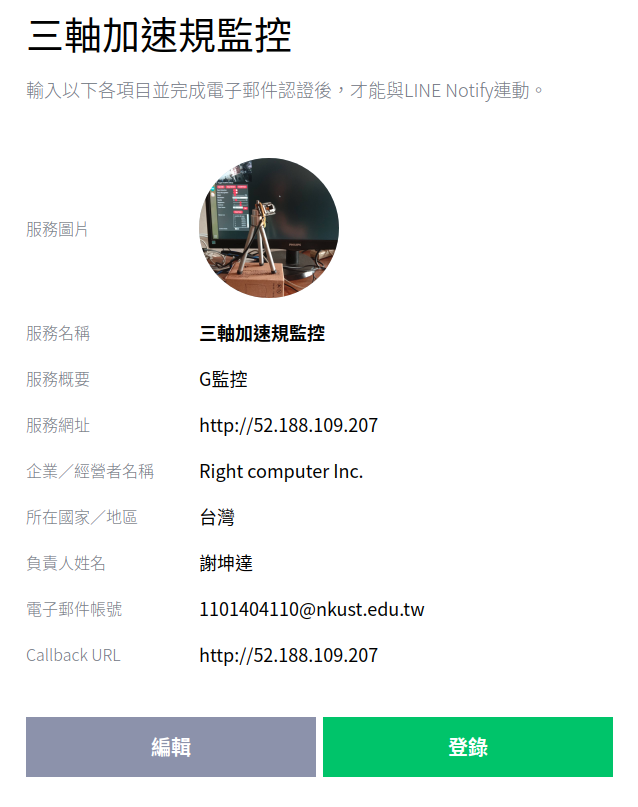 三軸加速規監控
輸入以下各項目並完成電子郵件認證後，才能與LINE Notify連動。
服務圖片
服務名稱 三軸加速規監控
服務概要 G監控
服務網址 http://52.188.109.207
企業／經營者名稱 Right computer Inc.
所在國家／地區 台灣
負責人姓名 謝坤達
電子郵件帳號 1101404110@nkust.edu.tw
Callback URL http://52.188.109.207
編輯 登錄